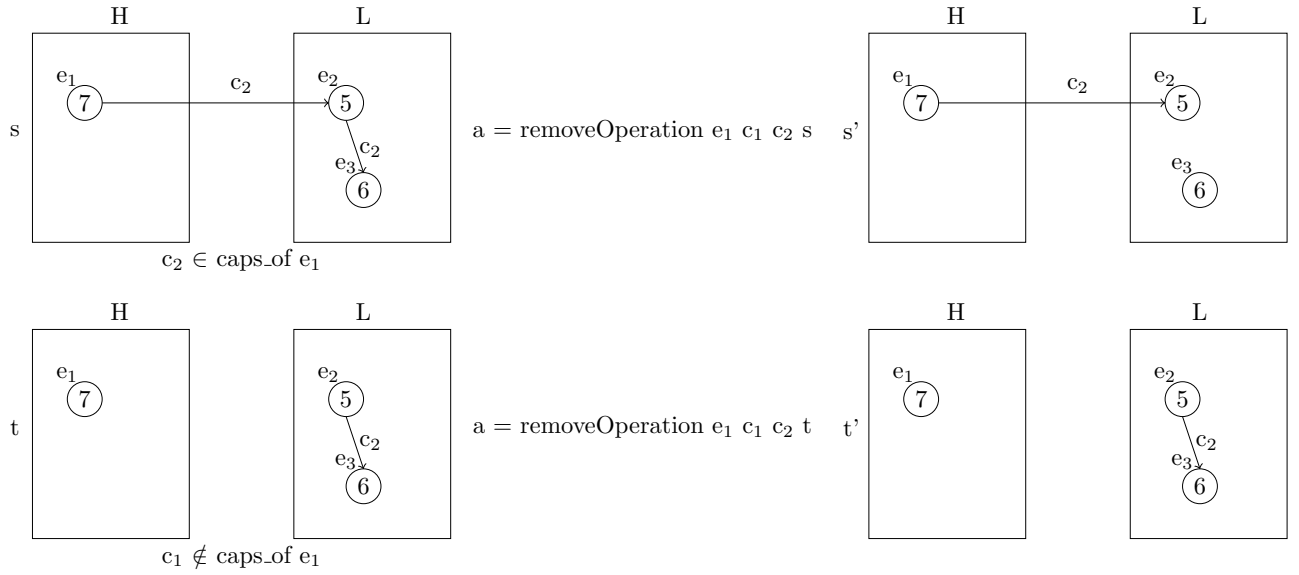 H L H L
e₁ e₂ e₁ e₂
7 c₂ 5 7 c₂ 5
s a = removeOperation e₁ c₁ c₂ s s’
c₂
e₃ e₃
6 6
c₂ ∈ caps_of e₁
H L H L
e₁ e₂ e₁ e₂
7 5 7 5
t a = removeOperation e₁ c₁ c₂ t t’
c₂ c₂
e₃ e₃
6 6
c₁ ∉ caps_of e₁